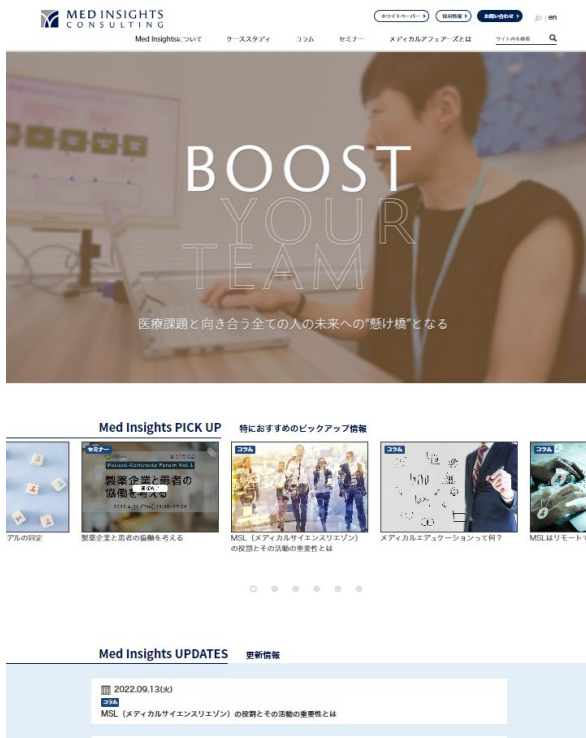 MED INSIGHTS
CONSULTING
ホワイトペーパー
採用情報
お問い合わせ
jp | en
Med Insightsについて
ケーススタディ
コラム
セミナー
メディカルアフェアーズとは
サイト内を検索
BOOST
YOUR
TEAM
医療課題と向き合う全ての人の未来への“懸け橋”となる
Med Insights PICK UP
特におすすめのピックアップ情報
セミナー
コラム
コラム
コラム
Patient-Centricity Forum Vol.1
製薬企業と患者の
協働を考える
アルの同定
製薬企業と患者の協働を考える
MSL（メディカルサイエンスリエゾン）
の役割とその活動の重要性とは
メディカルエデュケーションって何？
MSLはリモートで
Med Insights UPDATES
更新情報
2022.09.13(火)
コラム
MSL（メディカルサイエンスリエゾン）の役割とその活動の重要性とは